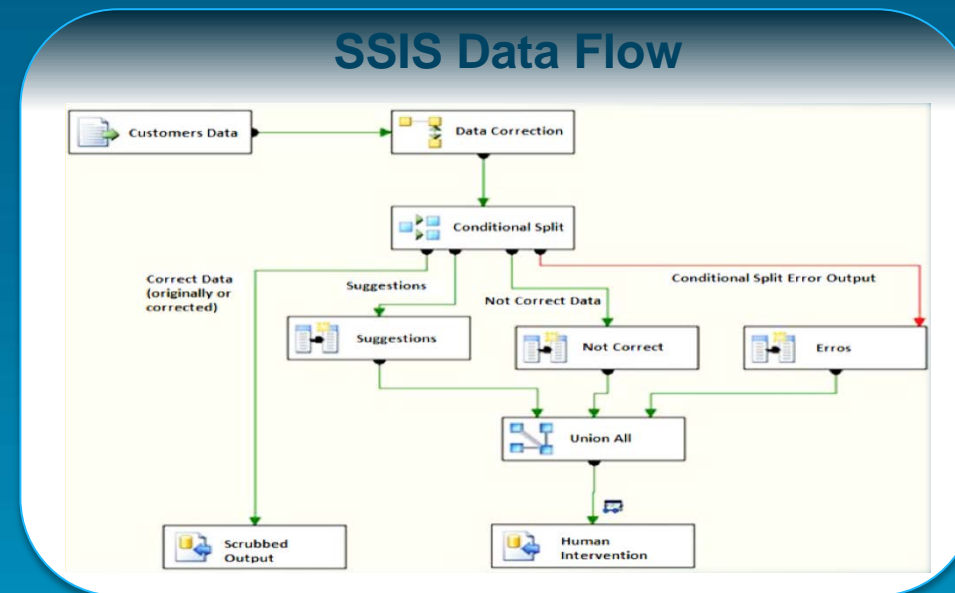 SSIS Data Flow
Customers Data
Data Correction
Conditional Split
Correct Data
(originally or
corrected)
Suggestions
Not Correct Data
Conditional Split Error Output
Suggestions
Not Correct
Erros
Union All
Scrubbed
Output
Human
Intervention